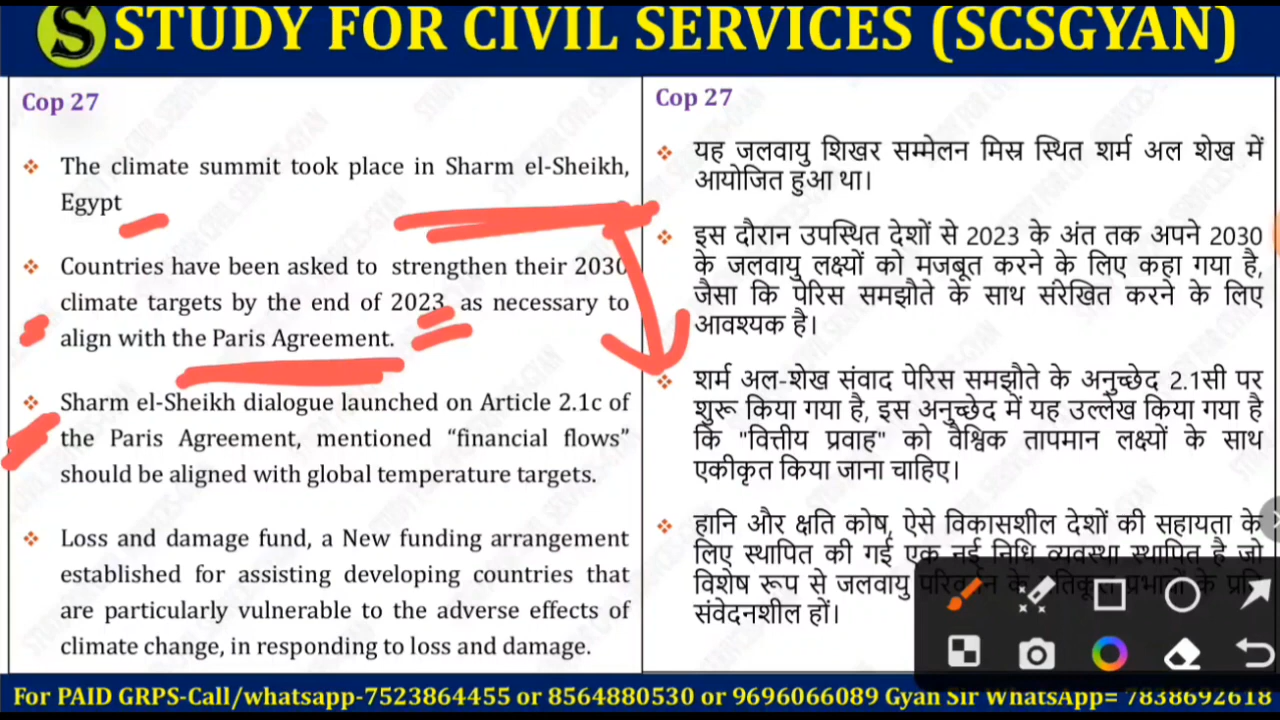 S STUDY FOR CIVIL SERVICES (SCSGYAN)
Cop 27
❖ The climate summit took place in Sharm el-Sheikh,
Egypt
❖ Countries have been asked to strengthen their 2030
climate targets by the end of 2023 as necessary to
align with the Paris Agreement.
❖ Sharm el-Sheikh dialogue launched on Article 2.1c of
the Paris Agreement, mentioned “financial flows”
should be aligned with global temperature targets.
❖ Loss and damage fund, a New funding arrangement
established for assisting developing countries that
are particularly vulnerable to the adverse effects of
climate change, in responding to loss and damage.
Cop 27
❖ यह जलवायु शिखर सम्मेलन मिस्र स्थित शर्म अल शेख में
आयोजित हुआ था।
❖ इस दौरान उपस्थित देशों से 2023 के अंत तक अपने 2030
के जलवायु लक्ष्यों को मजबूत करने के लिए कहा गया है,
जैसा कि पेरिस समझौते के साथ संरेखित करने के लिए
आवश्यक है।
❖ शर्म अल-शेख संवाद पेरिस समझौते के अनुच्छेद 2.1सी पर
शुरू किया गया है, इस अनुच्छेद में यह उल्लेख किया गया है
कि "वित्तीय प्रवाह" को वैश्विक तापमान लक्ष्यों के साथ
एकीकृत किया जाना चाहिए।
❖ हानि और क्षति कोष, ऐसे विकासशील देशों की सहायता के
लिए स्थापित की गई एक नई निधि व्यवस्था स्थापित है जो
विशेष रूप से जलवायु परिवर्तन के प्रतिकूल प्रभावों के प्रति
संवेदनशील हों।
For PAID GRPS-Call/whatsapp-7523864455 or 8564880530 or 9696066089 Gyan Sir WhatsApp= 7838692618